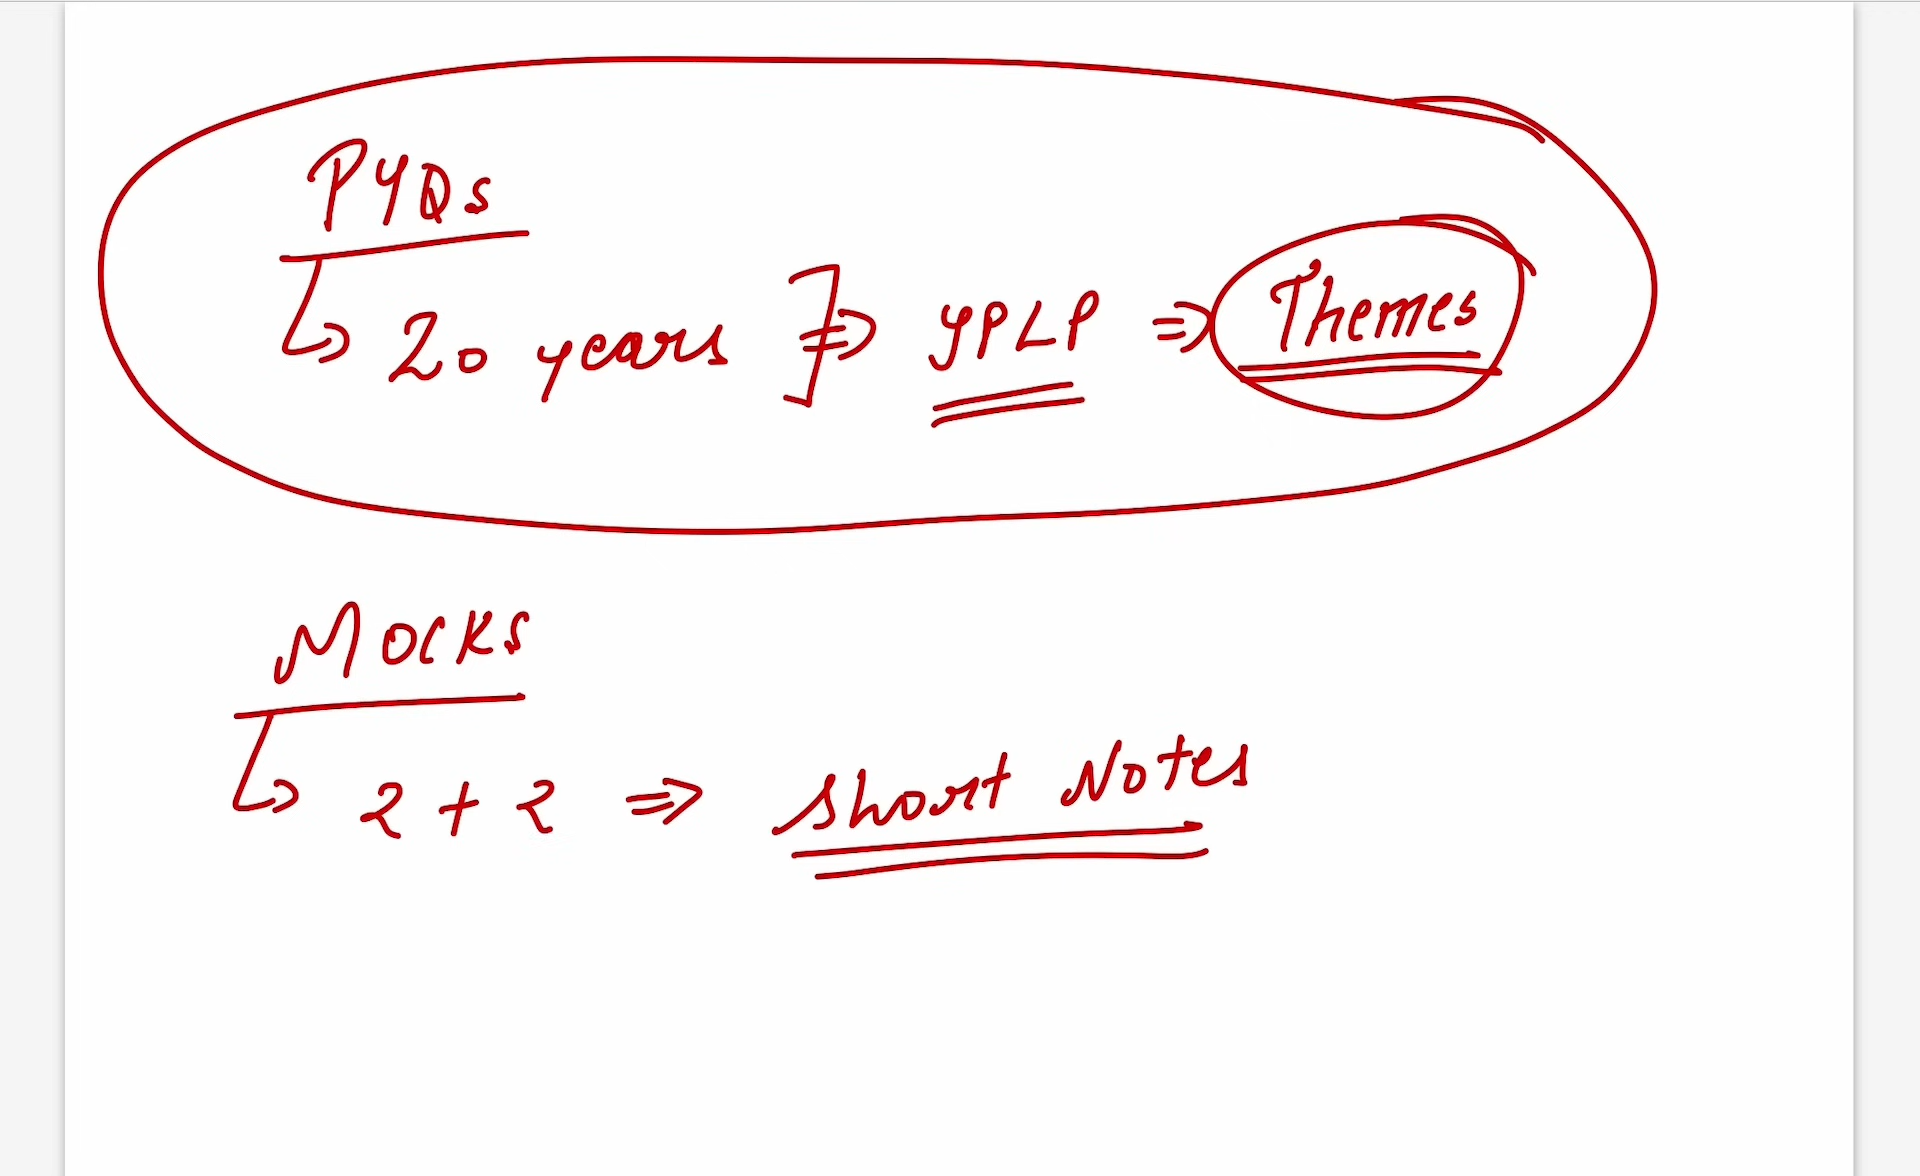 PYQs
↳ 20 years ] ⇒ YPLP ⇒ Themes
Mocks
↳ 2 + 2 ⇒ Short Notes